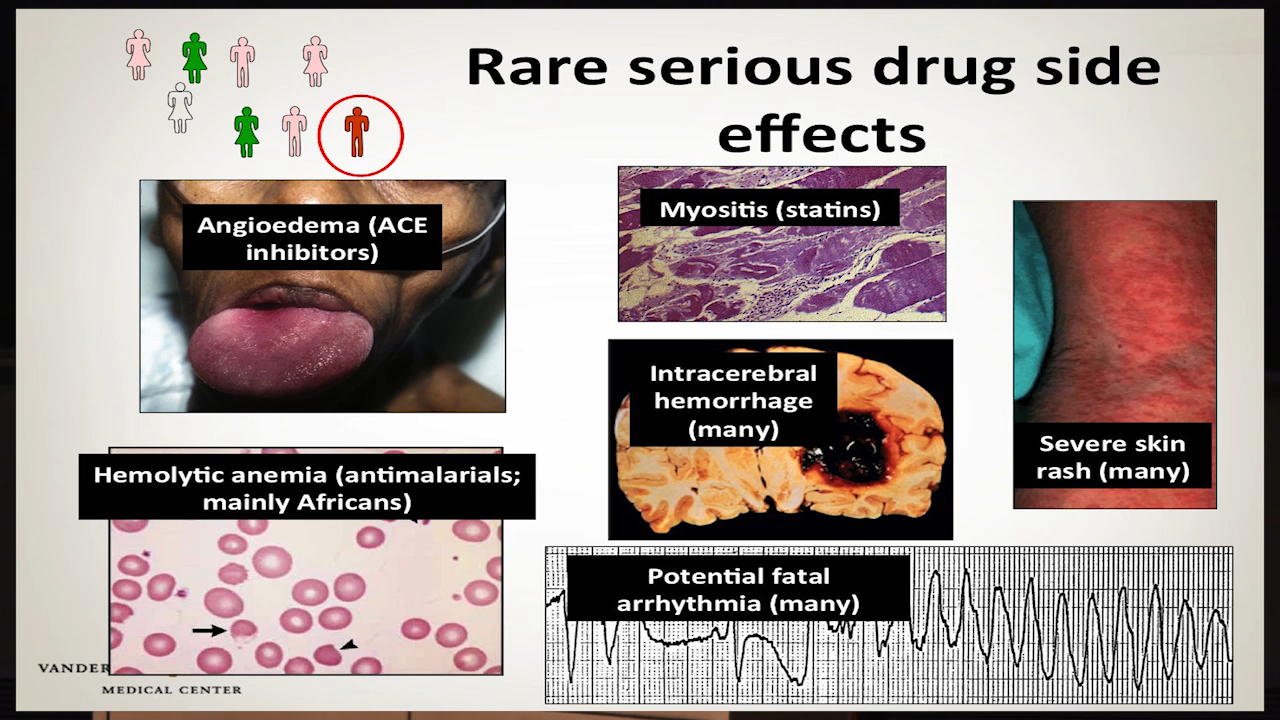 Rare serious drug side
effects
Angioedema (ACE
inhibitors)
Myositis (statins)
Intracerebral
hemorrhage
(many)
Severe skin
rash (many)
Hemolytic anemia (antimalarials;
mainly Africans)
Potential fatal
arrhythmia (many)
MEDICAL CENTER